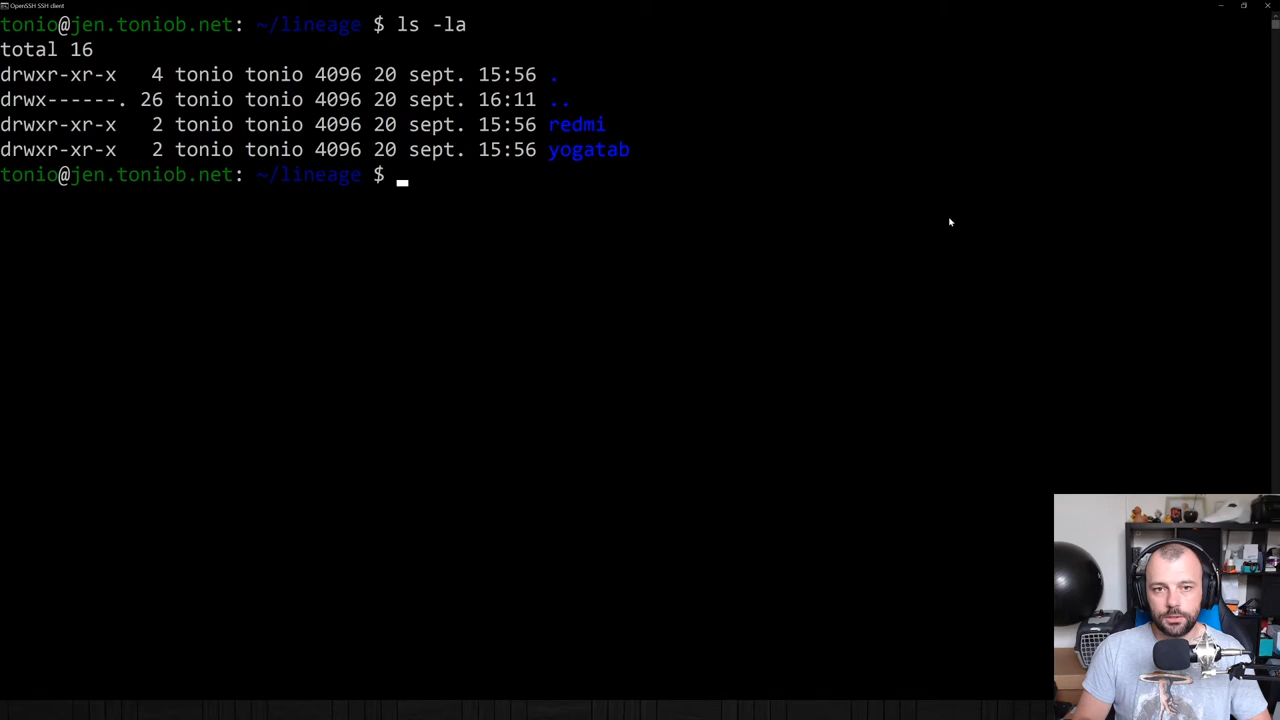 OpenSSH SSH client
tonio@jen.toniob.net: ~/lineage $ ls -la
total 16
drwxr-xr-x   4 tonio tonio 4096 20 sept. 15:56 .
drwx------. 26 tonio tonio 4096 20 sept. 16:11 ..
drwxr-xr-x   2 tonio tonio 4096 20 sept. 15:56 redmi
drwxr-xr-x   2 tonio tonio 4096 20 sept. 15:56 yogatab
tonio@jen.toniob.net: ~/lineage $